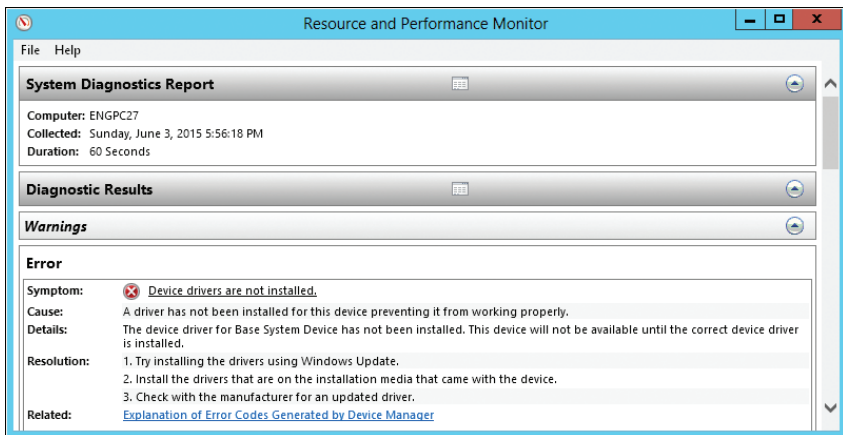 Resource and Performance Monitor
File Help
System Diagnostics Report
Computer: ENGPC27
Collected: Sunday, June 3, 2015 5:56:18 PM
Duration: 60 Seconds
Diagnostic Results
Warnings
Error
Symptom: Device drivers are not installed.
Cause: A driver has not been installed for this device preventing it from working properly.
Details: The device driver for Base System Device has not been installed. This device will not be available until the correct device driver
is installed.
Resolution: 1. Try installing the drivers using Windows Update.
2. Install the drivers that are on the installation media that came with the device.
3. Check with the manufacturer for an updated driver.
Related: Explanation of Error Codes Generated by Device Manager